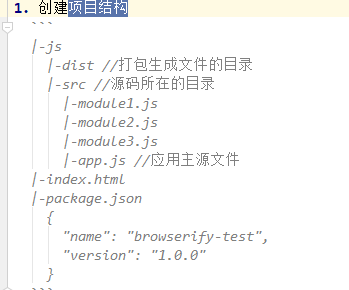 1. 创建项目结构
```
|-js
|-dist //打包生成文件的目录
|-src //源码所在的目录
|-module1.js
|-module2.js
|-module3.js
|-app.js //应用主源文件
|-index.html
|-package.json
{
"name": "browserify-test",
"version": "1.0.0"
}
```